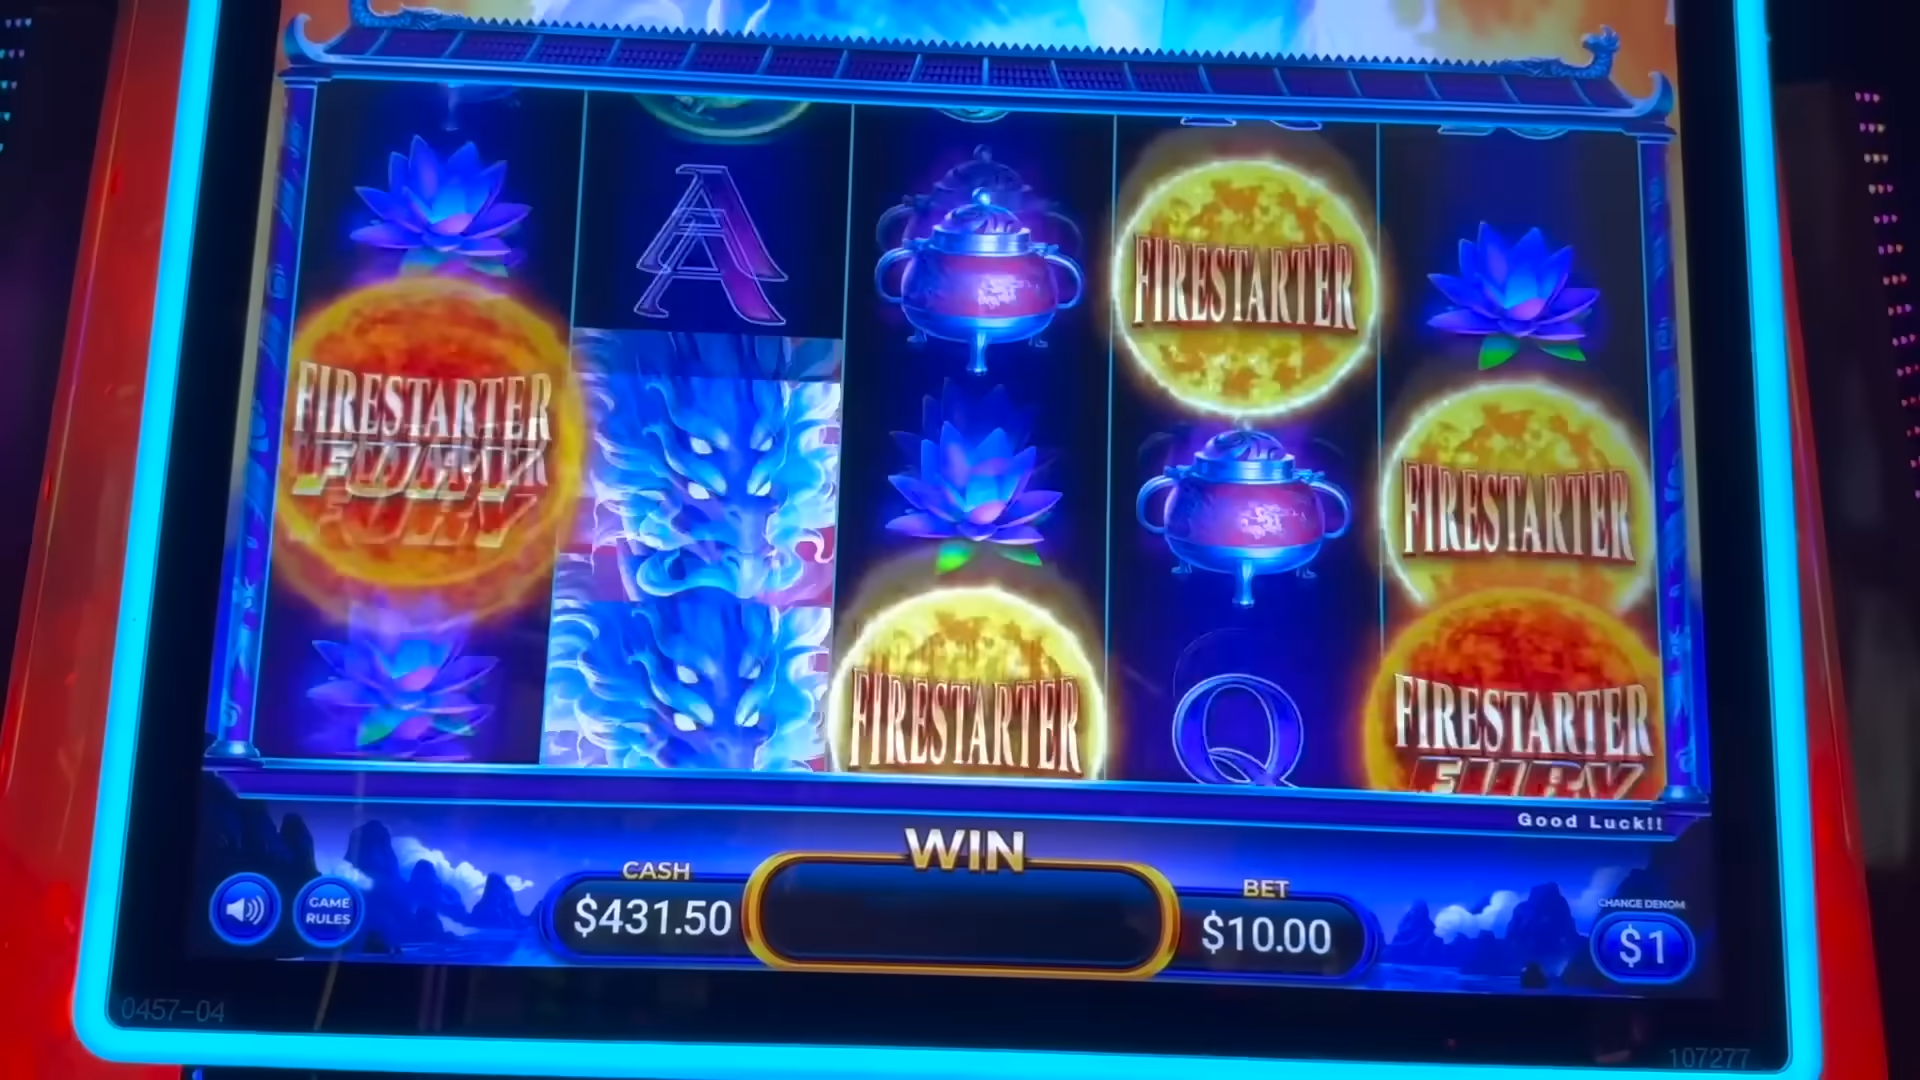 A
FIRESTARTER
FIRESTARTER
FURY
FIRESTARTER
FIRESTARTER
FIRESTARTER
FURY
Q
Good Luck!!
WIN
CASH
$431.50
BET
$10.00
GAME
RULES
CHANGE DENOM
$1
0457-04
107277